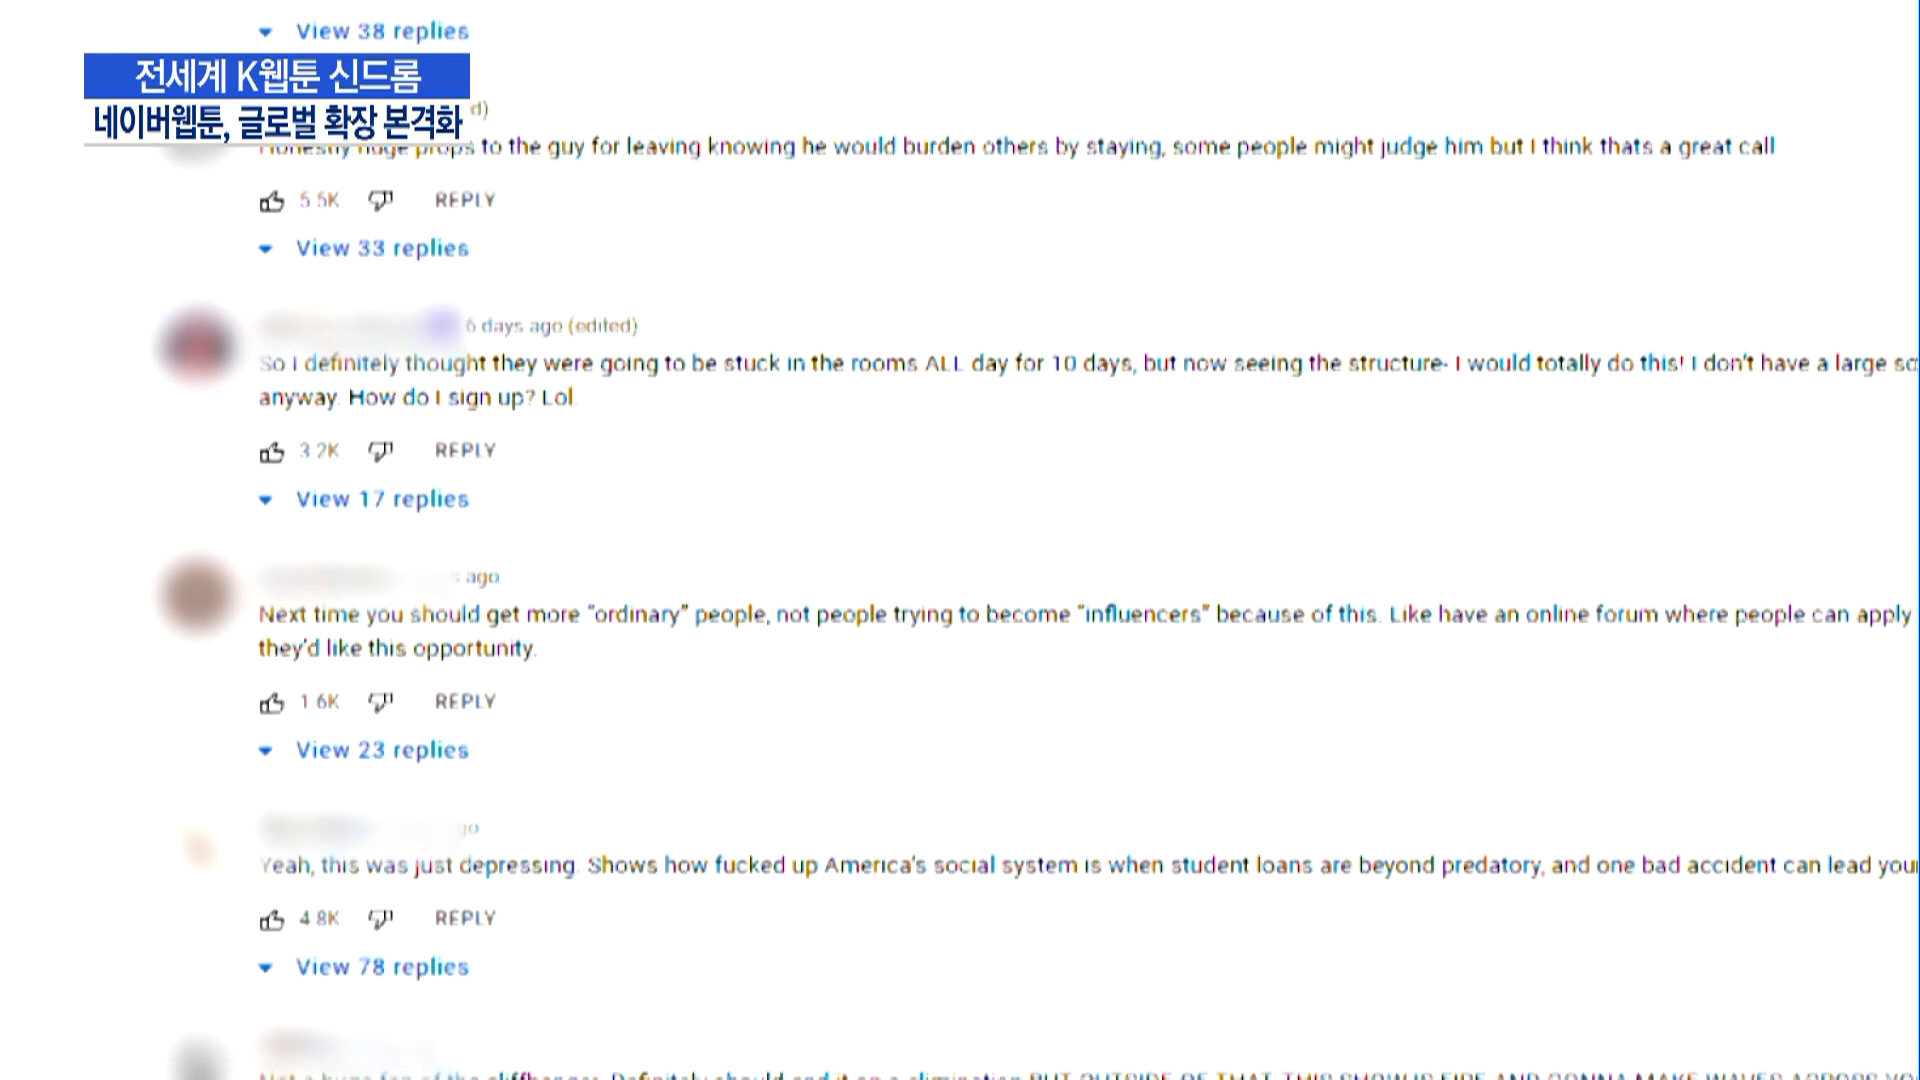 View 38 replies
전세계 K웹툰 신드롬
네이버웹툰, 글로벌 확장 본격화
d)
Honestly huge props to the guy for leaving knowing he would burden others by staying, some people might judge him but I think thats a great call
5.5K REPLY
View 33 replies
6 days ago (edited)
So I definitely thought they were going to be stuck in the rooms ALL day for 10 days, but now seeing the structure- I would totally do this! I don't have a large
anyway. How do I sign up? Lol.
3.2K REPLY
View 17 replies
ago
Next time you should get more "ordinary" people, not people trying to become "influencers" because of this. Like have an online forum where people can apply
they'd like this opportunity.
1.6K REPLY
View 23 replies
Yeah, this was just depressing. Shows how fucked up America's social system is when student loans are beyond predatory, and one bad accident can lead you
4.8K REPLY
View 78 replies